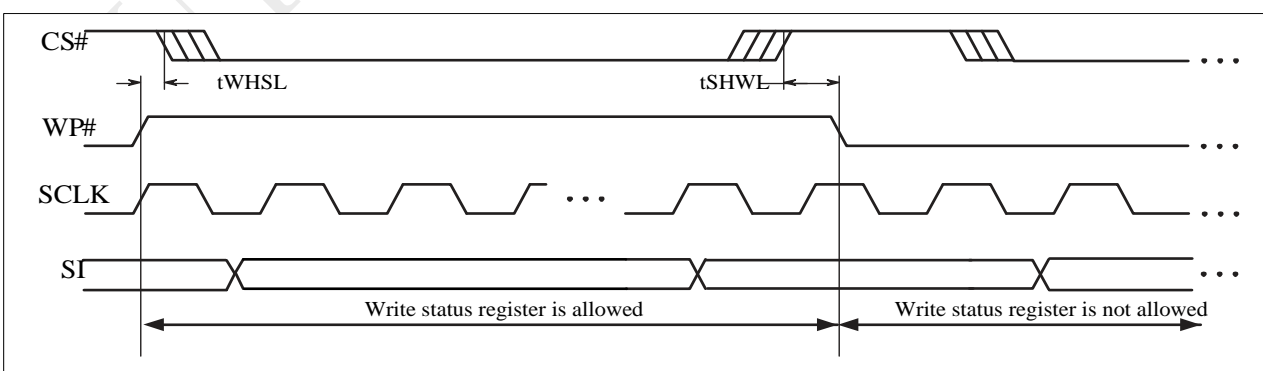 CS#
tWHSL
tSHWL
WP#
SCLK
SI
Write status register is allowed
Write status register is not allowed